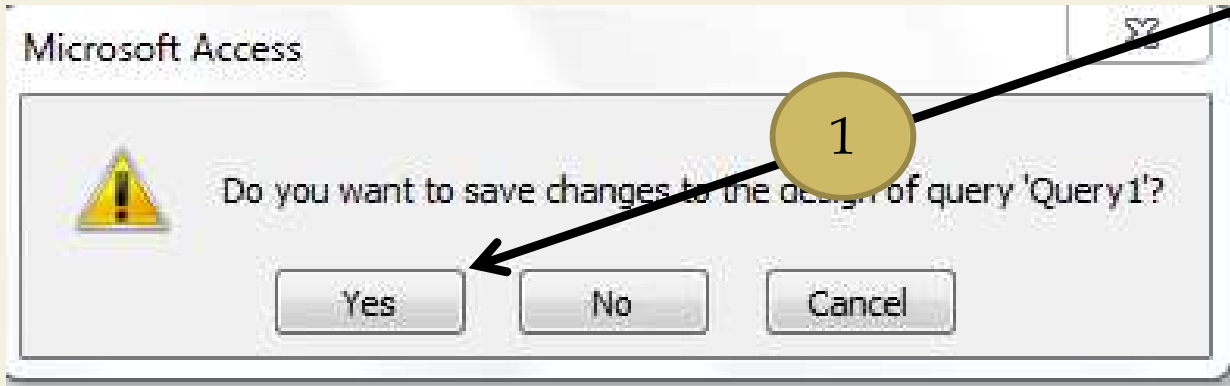 Microsoft Access
1
Do you want to save changes to the design of query 'Query1'?
Yes
No
Cancel